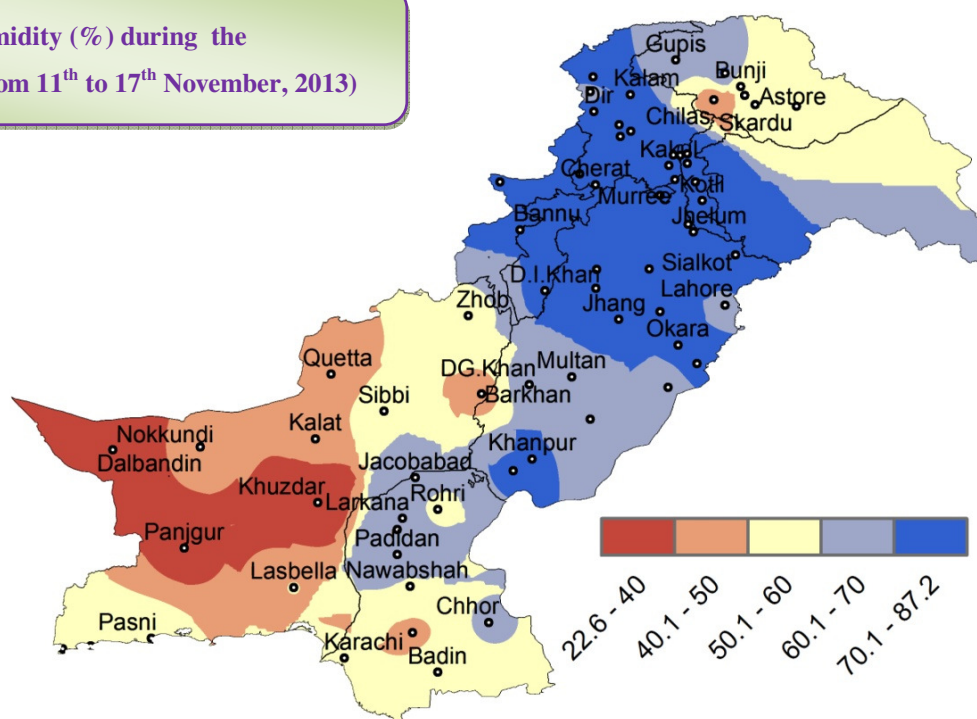 midity (%) during the
om 11th to 17th November, 2013)
Gupis
Bunji
Kalam
Dir
Astore
Chilas
Skardu
Kakul
Cherat
Kotli
Murree
Bannu
Jhelum
D.I.Khan
Sialkot
Lahore
Zhob
Jhang
Okara
Quetta
DG.Khan
Multan
Sibbi
Barkhan
Kalat
Nokkundi
Khanpur
Dalbandin
Jacobabad
Khuzdar
Rohri
Larkana
Panjgur
Padidan
Lasbella
Nawabshah
Chhor
Pasni
Karachi
Badin
22.6 - 40
40.1 - 50
50.1 - 60
60.1 - 70
70.1 - 87.2